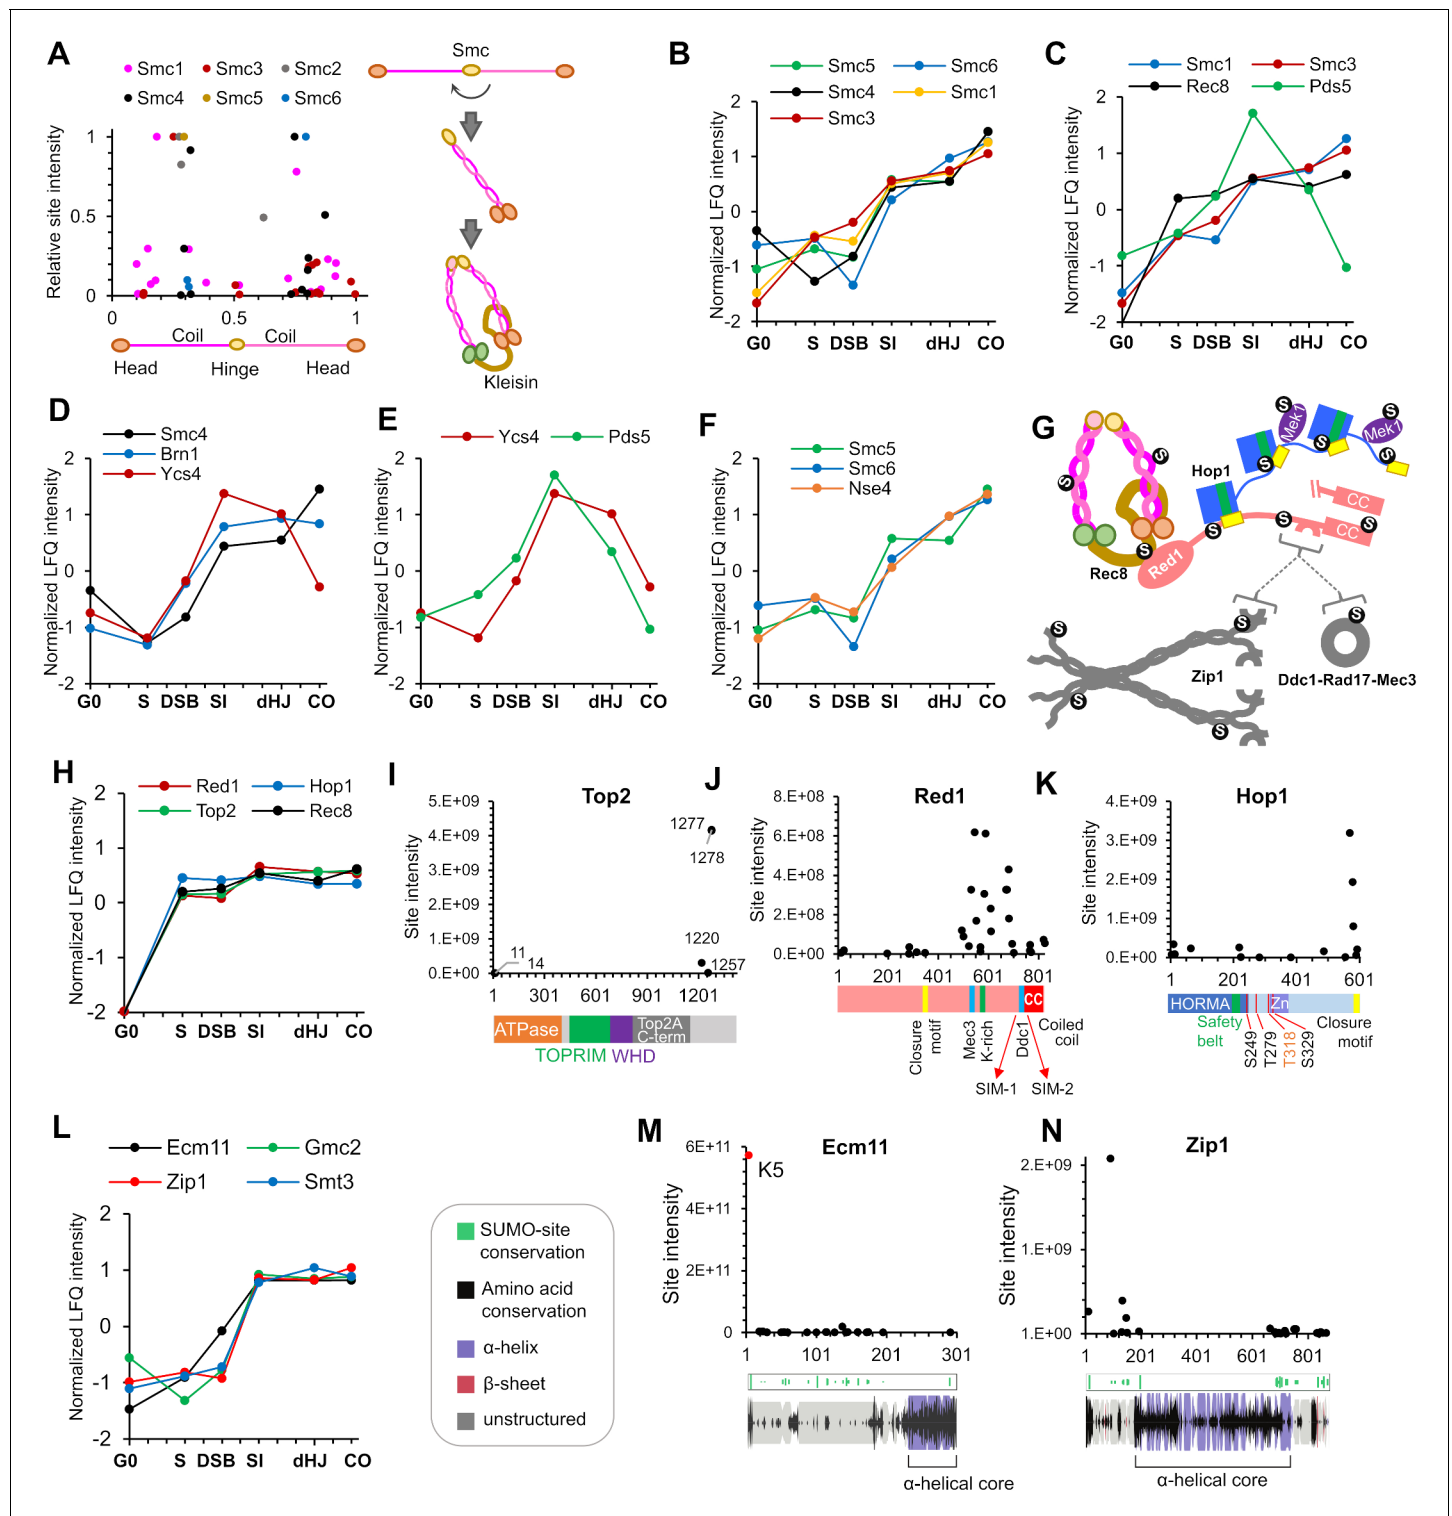 A
Smc1
Smc3
Smc2
Smc4
Smc5
Smc6
Relative site intensity
1
0.5
0
0
0.5
1
Coil
Coil
Head
Hinge
Head
Smc
Kleisin
B
Smc5
Smc6
Smc4
Smc1
Smc3
Normalized LFQ intensity
2
1
0
-1
-2
G0
S
DSB
SI
dHJ
CO
C
Smc1
Smc3
Rec8
Pds5
Normalized LFQ intensity
2
1
0
-1
-2
G0
S
DSB
SI
dHJ
CO
D
Smc4
Brn1
Ycs4
Normalized LFQ intensity
2
1
0
-1
-2
G0
S
DSB
SI
dHJ
CO
E
Ycs4
Pds5
Normalized LFQ intensity
2
1
0
-1
-2
G0
S
DSB
SI
dHJ
CO
F
Smc5
Smc6
Nse4
Normalized LFQ intensity
2
1
0
-1
-2
G0
S
DSB
SI
dHJ
CO
G
S
S
Mek1
Mek1
S
S
S
S
Hop1
S
S
S
S
CC
CC
S
Rec8
Red1
S
S
S
S
S
Zip1
Ddc1-Rad17-Mec3
H
Red1
Hop1
Top2
Rec8
Normalized LFQ intensity
2
1
0
-1
-2
G0
S
DSB
SI
dHJ
CO
I
Top2
Site intensity
5.E+09
4.E+09
3.E+09
2.E+09
1.E+09
0.E+00
1277
1278
1220
1257
11
14
1
301
601
901
1201
ATPase
Top2A
C-term
TOPRIM
WHD
J
Red1
Site intensity
8.E+08
6.E+08
4.E+08
2.E+08
0.E+00
1
201
401
601
801
CC
Closure
motif
Mec3
K-rich
Ddc1
Coiled
coil
SIM-1
SIM-2
K
Hop1
Site intensity
4.E+09
3.E+09
2.E+09
1.E+09
0.E+00
1
201
401
601
HORMA
Zn
Safety
belt
S249
T279
T318
S329
Closure
motif
L
Ecm11
Gmc2
Zip1
Smt3
Normalized LFQ intensity
2
1
0
-1
-2
G0
S
DSB
SI
dHJ
CO
SUMO-site
conservation
Amino acid
conservation
α-helix
β-sheet
unstructured
M
Ecm11
Site intensity
6E+11
4E+11
2E+11
0
K5
1
101
201
301
α-helical core
N
Zip1
Site intensity
2.E+09
1.E+09
1.E+00
1
201
401
601
801
α-helical core